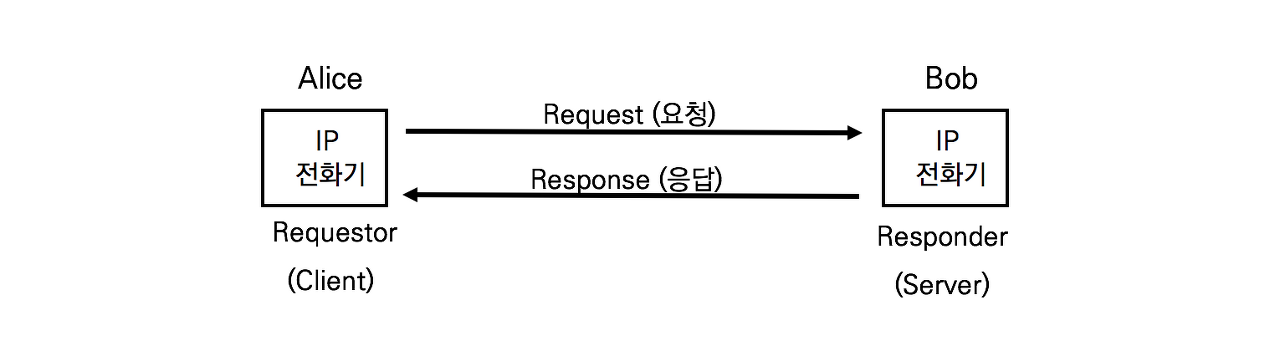 Alice
Bob
Request (요청)
IP
전화기
IP
전화기
Response (응답)
Requestor
(Client)
Responder
(Server)